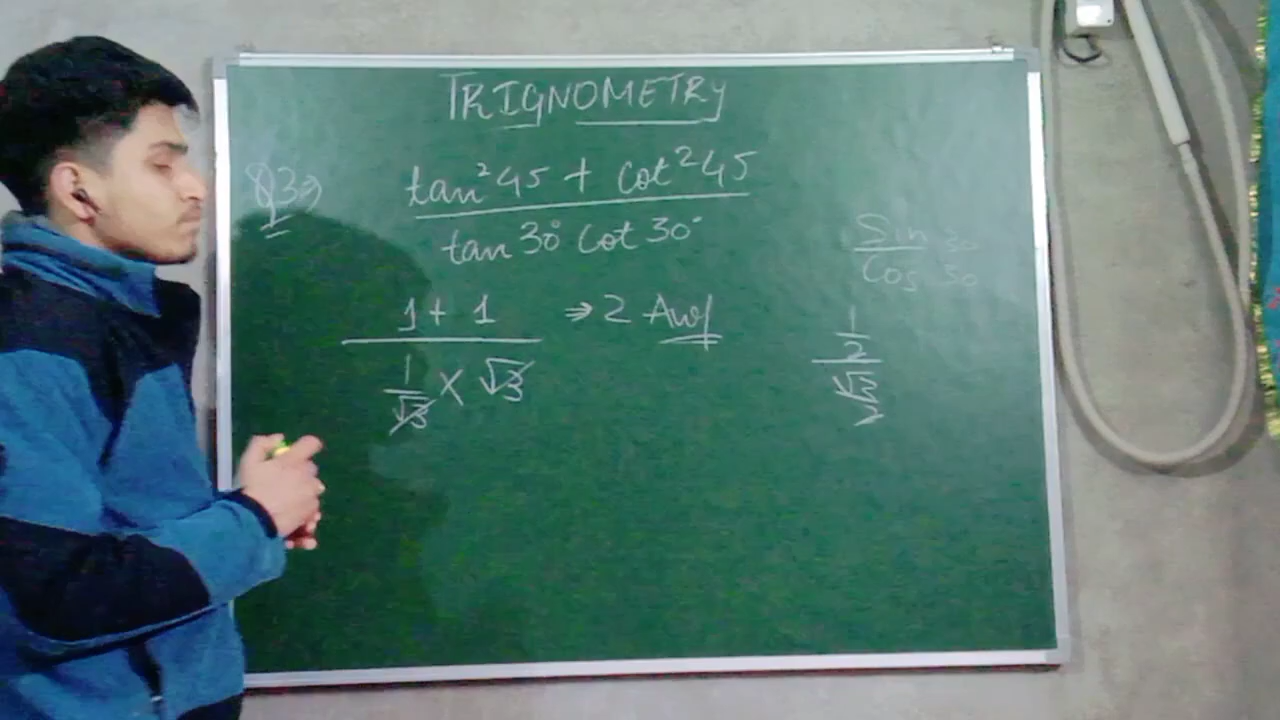 TRIGNOMETRY
Q3⇒
tan²45 + cot²45
tan 30° cot 30°
1 + 1 ⇒ 2 Ans
1
√3 × √3
Sin 30
Cos 30
1
2
√3
2